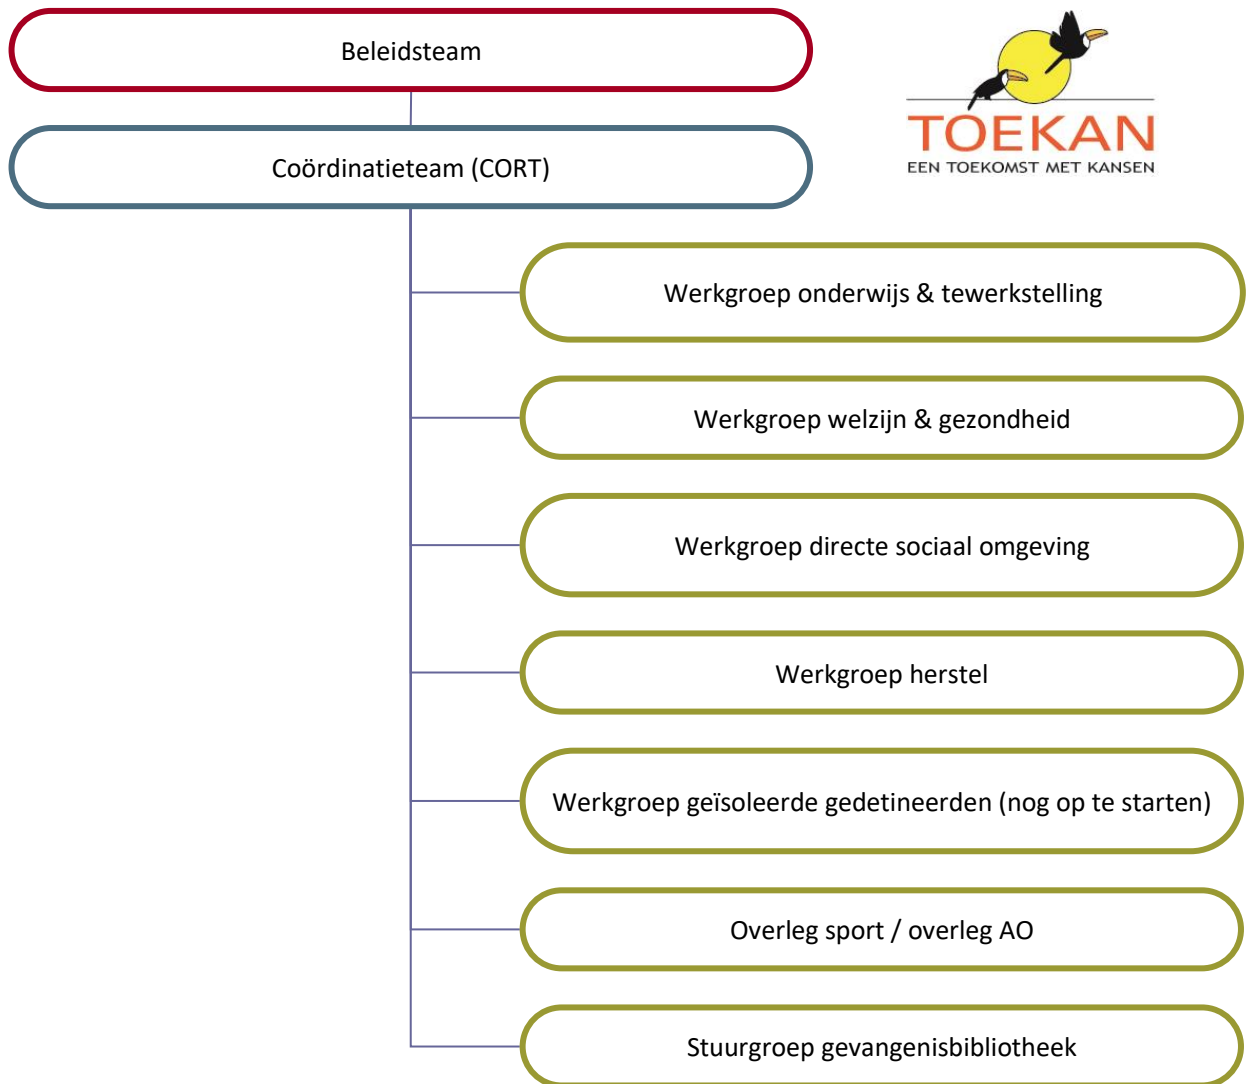 Beleidsteam
TOEKAN
EEN TOEKOMST MET KANSEN
Coördinatieteam (CORT)
Werkgroep onderwijs & tewerkstelling
Werkgroep welzijn & gezondheid
Werkgroep directe sociaal omgeving
Werkgroep herstel
Werkgroep geïsoleerde gedetineerden (nog op te starten)
Overleg sport / overleg AO
Stuurgroep gevangenisbibliotheek